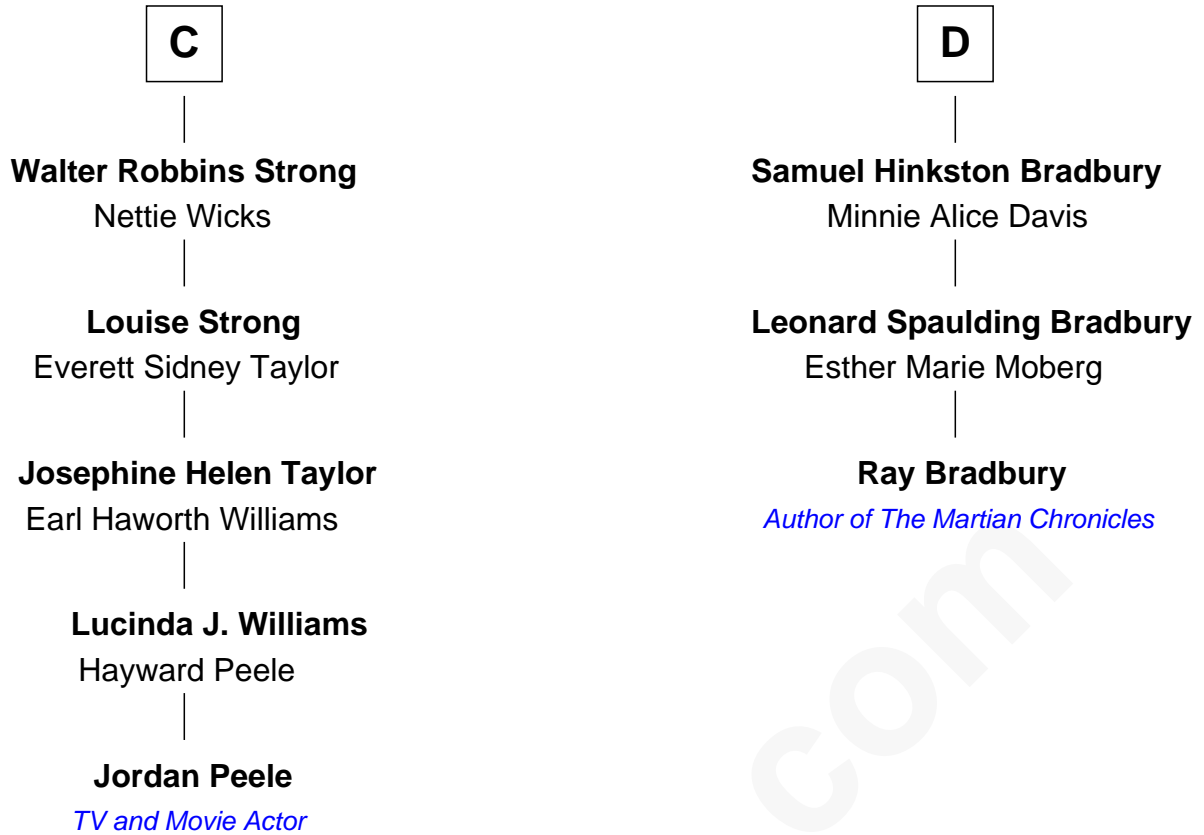 C
Walter Robbins Strong
Nettie Wicks
Louise Strong
Everett Sidney Taylor
Josephine Helen Taylor
Earl Haworth Williams
Lucinda J. Williams
Hayward Peele
Jordan Peele
TV and Movie Actor
D
Samuel Hinkston Bradbury
Minnie Alice Davis
Leonard Spaulding Bradbury
Esther Marie Moberg
Ray Bradbury
Author of The Martian Chronicles
com